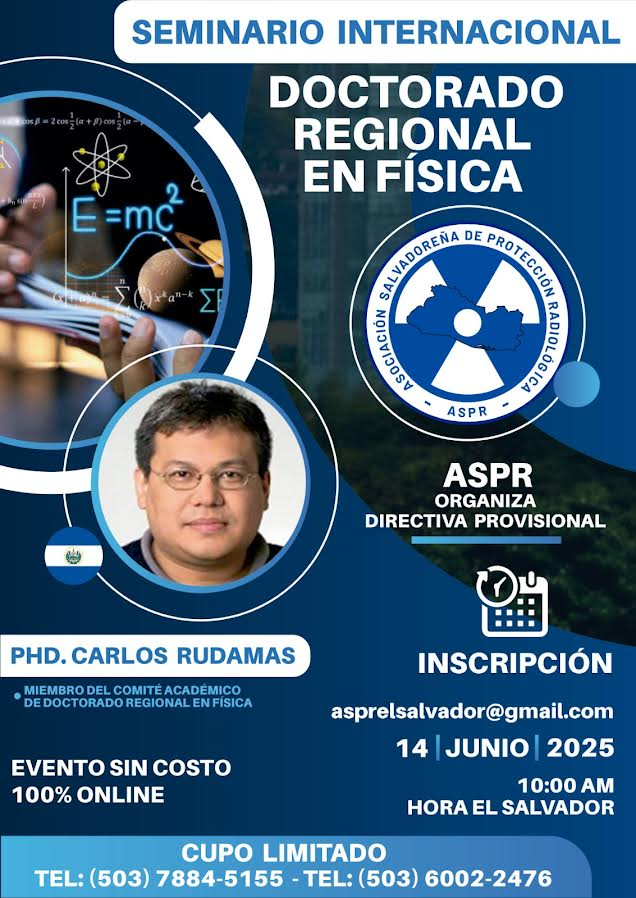 SEMINARIO INTERNACIONAL
DOCTORADO
REGIONAL
EN FÍSICA
E=mc²
ASOCIACIÓN SALVADOREÑA DE PROTECCIÓN RADIOLÓGICA
- ASPR -
ASPR
ORGANIZA
DIRECTIVA PROVISIONAL
PHD. CARLOS RUDAMAS
• MIEMBRO DEL COMITÉ ACADÉMICO
DE DOCTORADO REGIONAL EN FÍSICA
INSCRIPCIÓN
asprelsalvador@gmail.com
14 | JUNIO | 2025
10:00 AM
HORA EL SALVADOR
EVENTO SIN COSTO
100% ONLINE
CUPO LIMITADO
TEL: (503) 7884-5155 - TEL: (503) 6002-2476